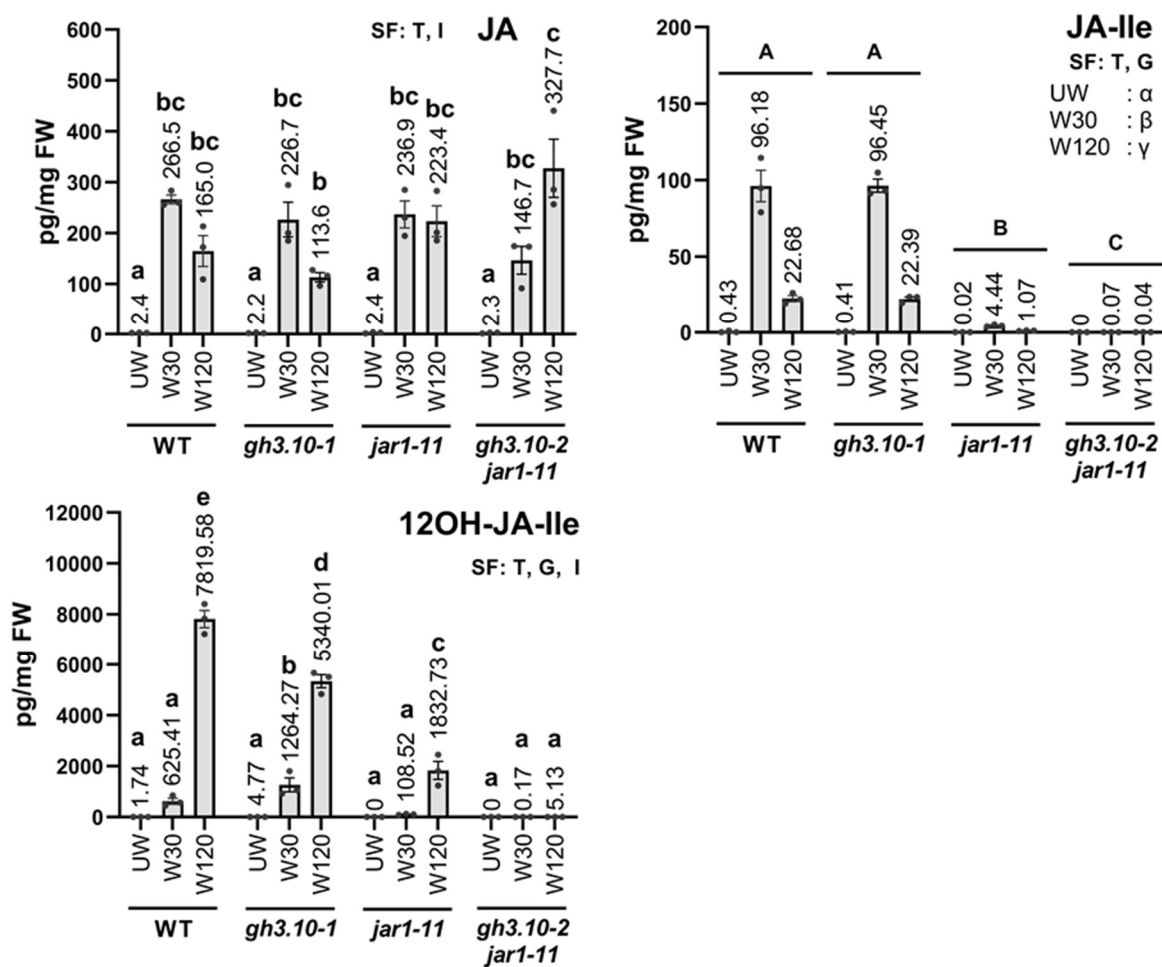 JA
SF: T, I
pg/mg FW
600
500
400
300
200
100
0
a bc bc a bc b a bc bc a bc c
2.4 266.5 165.0 2.2 226.7 113.6 2.4 236.9 223.4 2.3 146.7 327.7
UW W30 W120 UW W30 W120 UW W30 W120 UW W30 W120
WT gh3.10-1 jar1-11 gh3.10-2
jar1-11
JA-Ile
SF: T, G
UW : α
W30 : β
W120 : γ
pg/mg FW
200
150
100
50
0
A A B C
0.43 96.18 22.68 0.41 96.45 22.39 0.02 4.44 1.07 0 0.07 0.04
UW W30 W120 UW W30 W120 UW W30 W120 UW W30 W120
WT gh3.10-1 jar1-11 gh3.10-2
jar1-11
12OH-JA-Ile
SF: T, G, I
pg/mg FW
12000
10000
8000
6000
4000
2000
0
a a e a b d a a c a a a
1.74 625.41 7819.58 4.77 1264.27 5340.01 0 108.52 1832.73 0 0.17 5.13
UW W30 W120 UW W30 W120 UW W30 W120 UW W30 W120
WT gh3.10-1 jar1-11 gh3.10-2
jar1-11